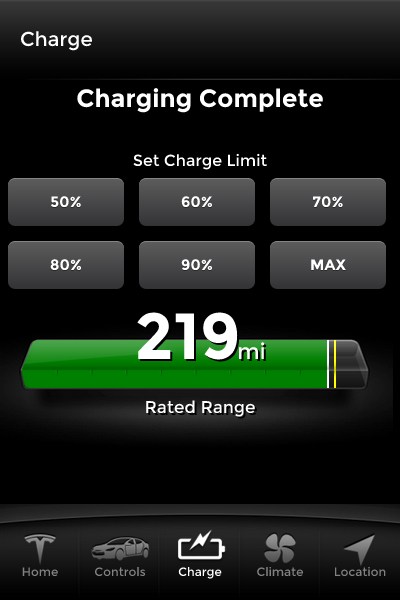 Charge
Charging Complete
Set Charge Limit
50% 60% 70%
80% 90% MAX
219mi
Rated Range
Home Controls Charge Climate Location